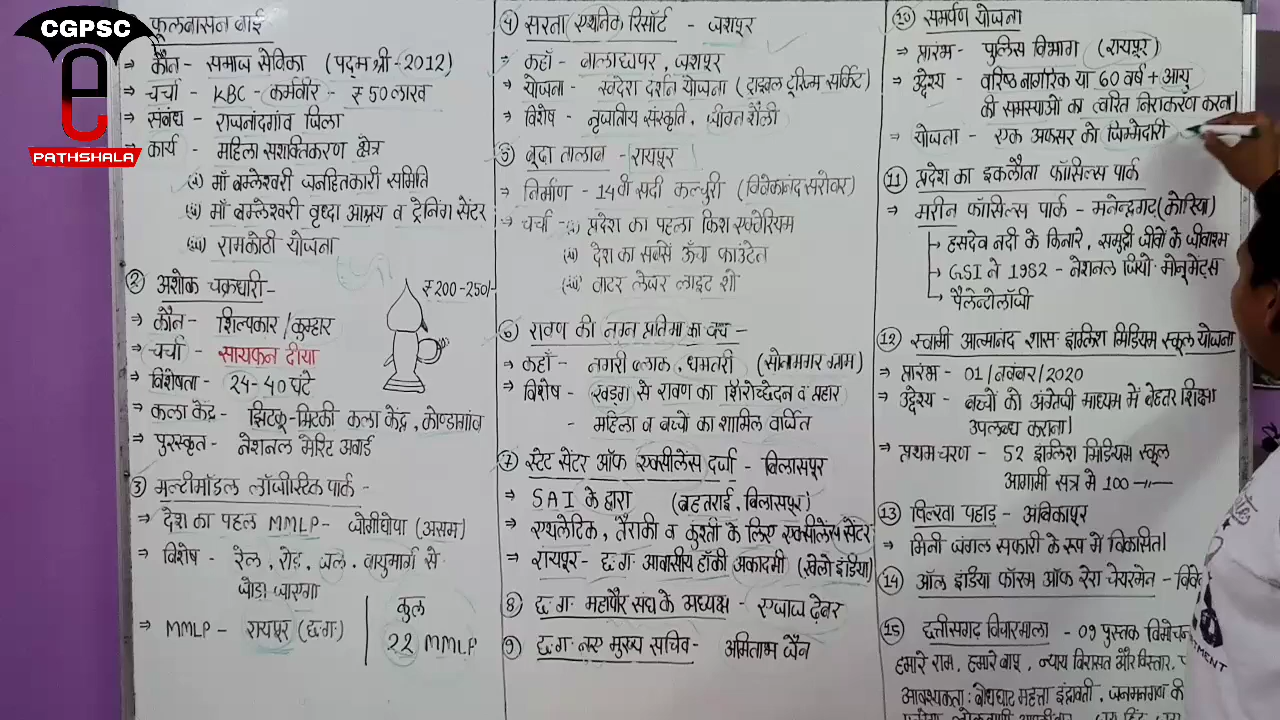 CGPSC
PATHSHALA
फूलबासन बाई
⇒ कौन - समाज सेविका (पद्म श्री - 2012)
⇒ चर्चा - KBC - कर्मवीर - ₹ 50 लाख
⇒ संबंध - राजनंदगांव जिला
⇒ कार्य - महिला सशक्तिकरण क्षेत्र
(i) माँ बम्लेश्वरी जनहितकारी समिति
(ii) माँ बम्लेश्वरी वृध्दा आश्रय व ट्रेनिंग सेंटर
(iii) रामकोठी योजना
② अशोक चक्रधारी -
₹ 200 - 250/-
⇒ कौन - शिल्पकार / कुम्हार
⇒ चर्चा - सायफन दीया
⇒ विशेषता - 24 - 40 घंटे
⇒ कला केंद्र - झिटकू - मिटकी कला केंद्र, कोण्डागांव
⇒ पुरस्कृत - नेशनल मेरिट अवार्ड
③ मल्टीमॉडल लॉजीस्टिक पार्क -
⇒ देश का पहल MMLP - जोगीघोपा (असम)
⇒ विशेष - रेल, रोड, जल, वायुमार्ग से
जोड़ा जाएगा
⇒ MMLP - रायपूर (छ.ग.)
कुल
22 MMLP
④ सरना एथनिक रिसॉर्ट - जशपूर
⇒ कहाँ - बालाछापर, जशपूर
⇒ योजना - स्वदेश दर्शन योजना (ट्राइबल टूरिज्म सर्किट)
⇒ विशेष - नृजातीय संस्कृति, जीवन शैली
⑤ बूढ़ा तालाब - रायपूर
⇒ निर्माण - 14वी सदी कल्चुरी (विवेकानंद सरोवर)
⇒ चर्चा - (i) प्रदेश का पहला फिश एक्वेरियम
(ii) देश का सबसे ऊँचा फाउंटेन
(iii) वाटर लेजर लाइट शो
⑥ रावण की नग्न प्रतिमा का वध -
⇒ कहाँ - नगरी ब्लाक, धमतरी (सोनामगर ग्राम)
⇒ विशेष - खड़ग से रावण का शिरोच्छेदन व प्रहार
- महिला व बच्चो का शामिल वर्जित
⑦ स्टेट सेंटर ऑफ एक्सीलेंस दर्जा - बिलासपूर
⇒ SAI के द्वारा (बहतराई, बिलासपूर)
⇒ एथलेटिक, तैराकी व कुश्ती के लिए एक्सीलेंस सेंटर
⇒ रायपूर - छ.ग. आवासीय हॉकी अकादमी (खेलो इंडिया)
⑧ छ.ग. महापौर संघ के अध्यक्ष - एजाज ढेबर
⑨ छ.ग. नए मुख्य सचिव - अमिताभ जैन
⑩ समर्पण योजना
⇒ प्रारंभ - पुलिस विभाग (रायपूर)
⇒ उद्देश्य - वरिष्ठ नागरिक या 60 वर्ष + आयु
की समस्याओं का त्वरित निराकरण करना।
⇒ योजना - एक अफसर को जिम्मेदारी
⑪ प्रदेश का इकलौता फॉसिल्स पार्क
⇒ मरीन फॉसिल्स पार्क - मनेन्द्रगढ़ (कोरिया)
→ हसदेव नदी के किनारे, समुद्री जीवो के जीवाश्म
→ GSI ने 1982 - नेशनल जियो. मोनूमेंट्स
→ पैलेन्टोलॉजी
⑫ स्वामी आत्मानंद शास. इंग्लिश मिडियम स्कूल योजना
⇒ प्रारंभ - 01/नवंबर/2020
⇒ उद्देश्य - बच्चों को अंग्रेजी माध्यम में बेहतर शिक्षा
उपलब्ध कराना।
⇒ प्रथम चरण - 52 इंग्लिश मिडियम स्कूल
आगामी सत्र में 100 -〃-
⑬ पिल्खा पहाड़ - अंबिकापूर
⇒ मिनी जंगल सफारी के रूप में विकसित।
⑭ ऑल इंडिया फॉरम ऑफ रेरा चेयरमेन -
⑮ छत्तीसगढ़ विचारमाला - 09 पुस्तक विमोचन
हमारे राम, हमारे बापू, न्याय विरासत और विस्तार,